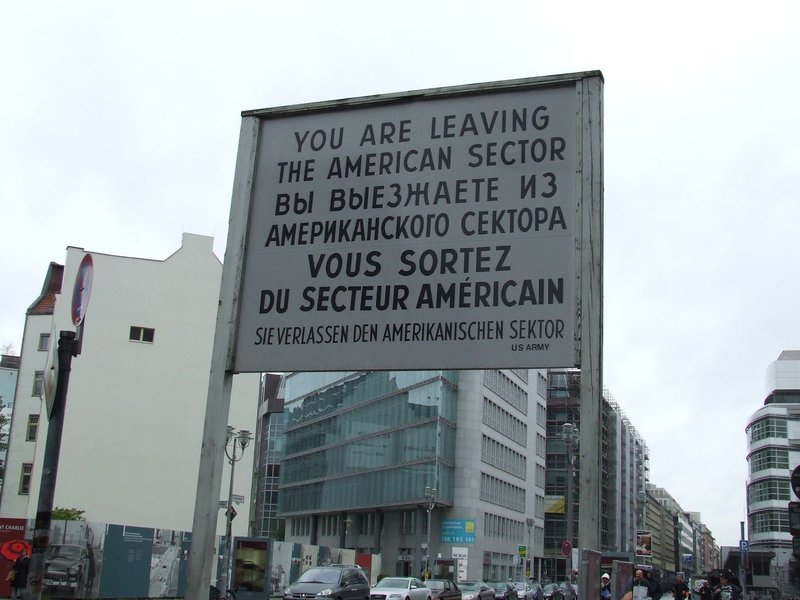 YOU ARE LEAVING
THE AMERICAN SECTOR
ВЫ ВЫЕЗЖАЕТЕ ИЗ
АМЕРИКАНСКОГО СЕКТОРА
VOUS SORTEZ
DU SECTEUR AMÉRICAIN
SIE VERLASSEN DEN AMERIKANISCHEN SEKTOR
US ARMY